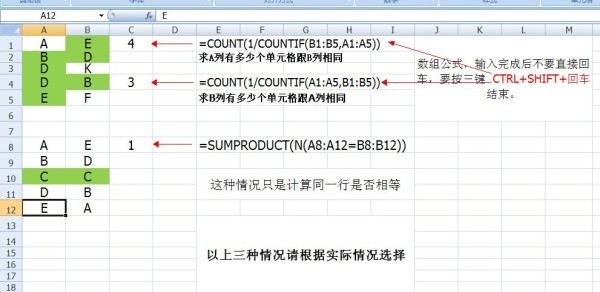 A12 fx E
A B C D E F G H I J K L M N
1 A E 4 =COUNT(1/COUNTIF(B1:B5,A1:A5))
2 B D 求A列有多少个单元格跟B列相同
3 D K
4 D B 3 =COUNT(1/COUNTIF(A1:A5,B1:B5))
5 E F 求B列有多少个单元格跟A列相同
数组公式，输入完成后不要直接回
车，要按三键 CTRL+SHIFT+回车
结束。
6
7
8 A E 1 =SUMPRODUCT(N(A8:A12=B8:B12))
9 B D
10 C C 这种情况只是计算同一行是否相等
11 D B
12 E A
13
14
15 以上三种情况请根据实际情况选择
16
17
18